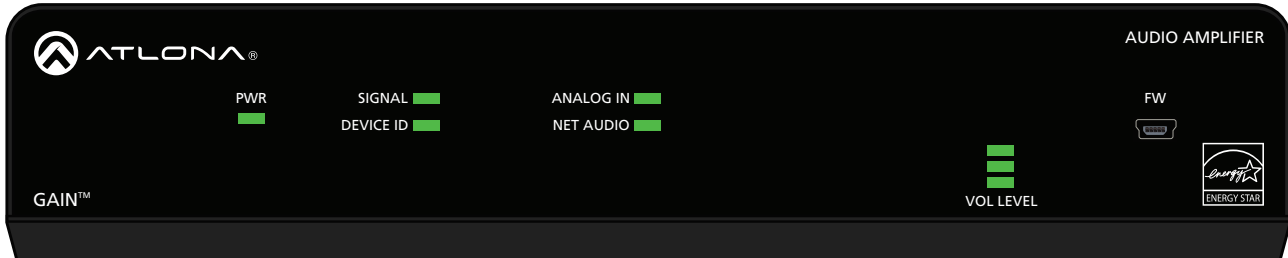 ATLONA®
AUDIO AMPLIFIER
PWR
SIGNAL
ANALOG IN
FW
DEVICE ID
NET AUDIO
energy
ENERGY STAR
GAIN™
VOL LEVEL